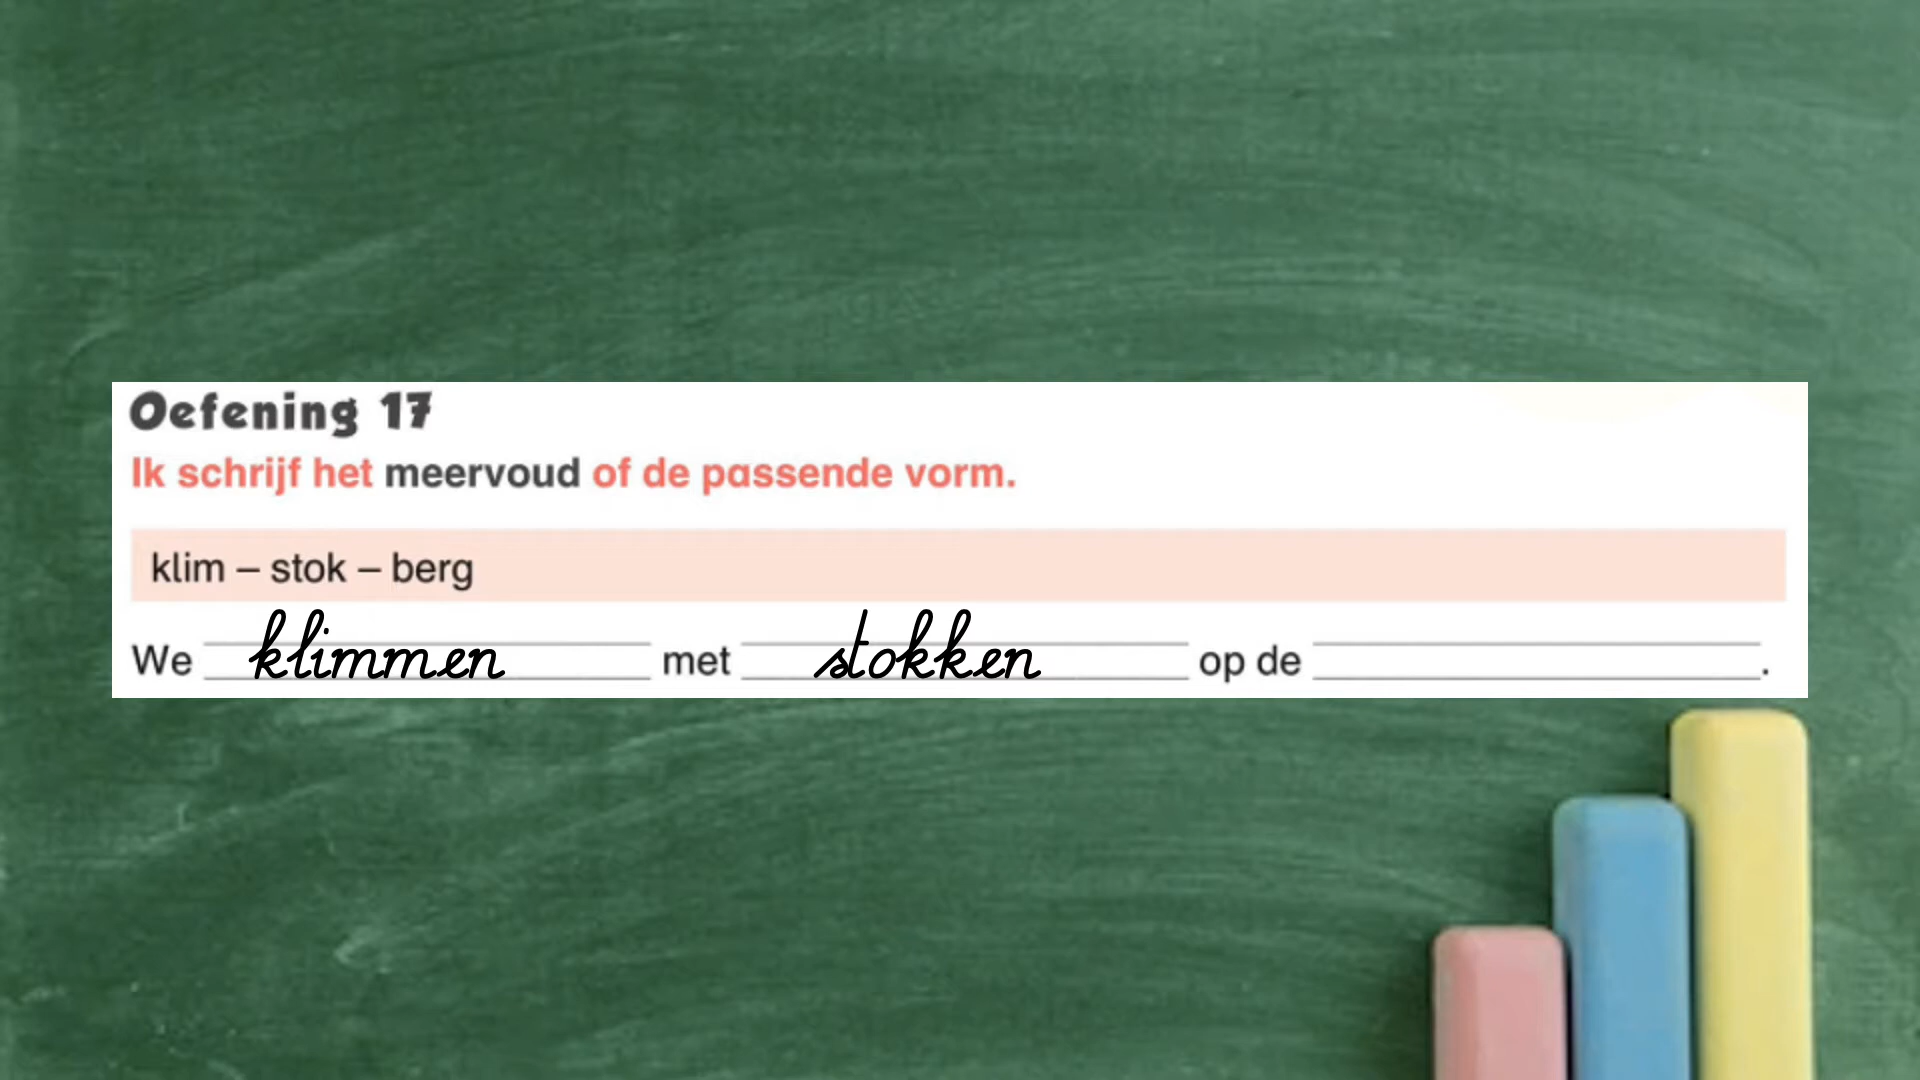 Oefening 17
Ik schrijf het meervoud of de passende vorm.
klim – stok – berg
We klimmen met stokken op de .